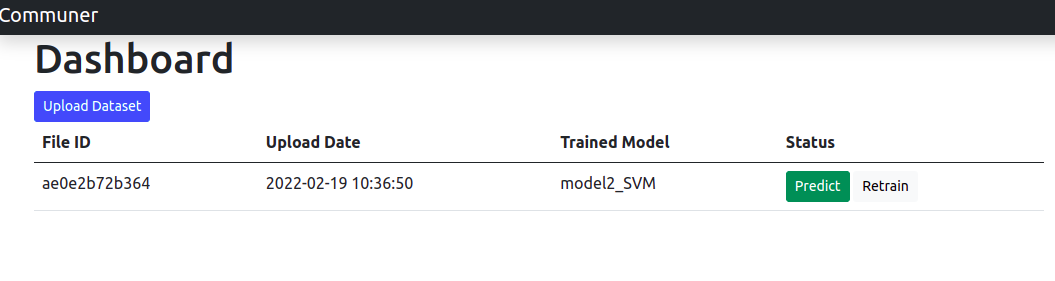 Communer
Dashboard
Upload Dataset
File ID Upload Date Trained Model Status
ae0e2b72b364 2022-02-19 10:36:50 model2_SVM Predict Retrain